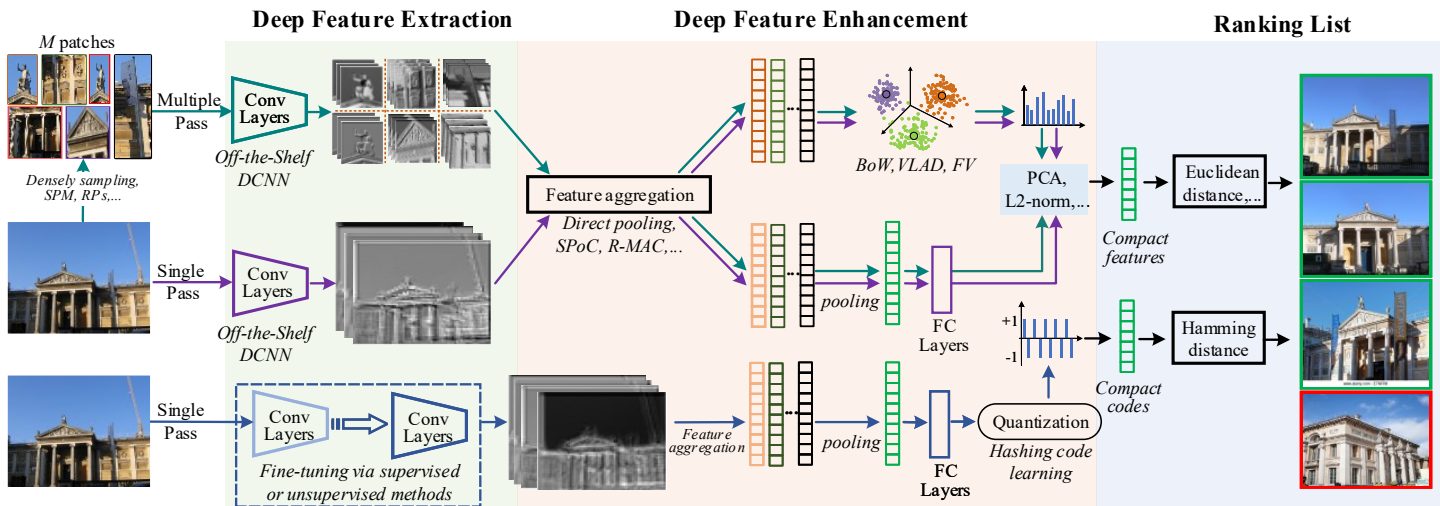 Deep Feature Extraction
Deep Feature Enhancement
Ranking List
M patches
Multiple
Pass
Conv
Layers
Off-the-Shelf
DCNN
Densely sampling,
SPM, RPs,...
Feature aggregation
Direct pooling,
SPoC, R-MAC,...
BoW,VLAD, FV
PCA,
L2-norm,...
Compact
features
Euclidean
distance,...
Single
Pass
Conv
Layers
Off-the-Shelf
DCNN
pooling
FC
Layers
+1
-1
Compact
codes
Hamming
distance
Single
Pass
Conv
Layers
Conv
Layers
Fine-tuning via supervised
or unsupervised methods
Feature
aggregation
pooling
FC
Layers
Quantization
Hashing code
learning